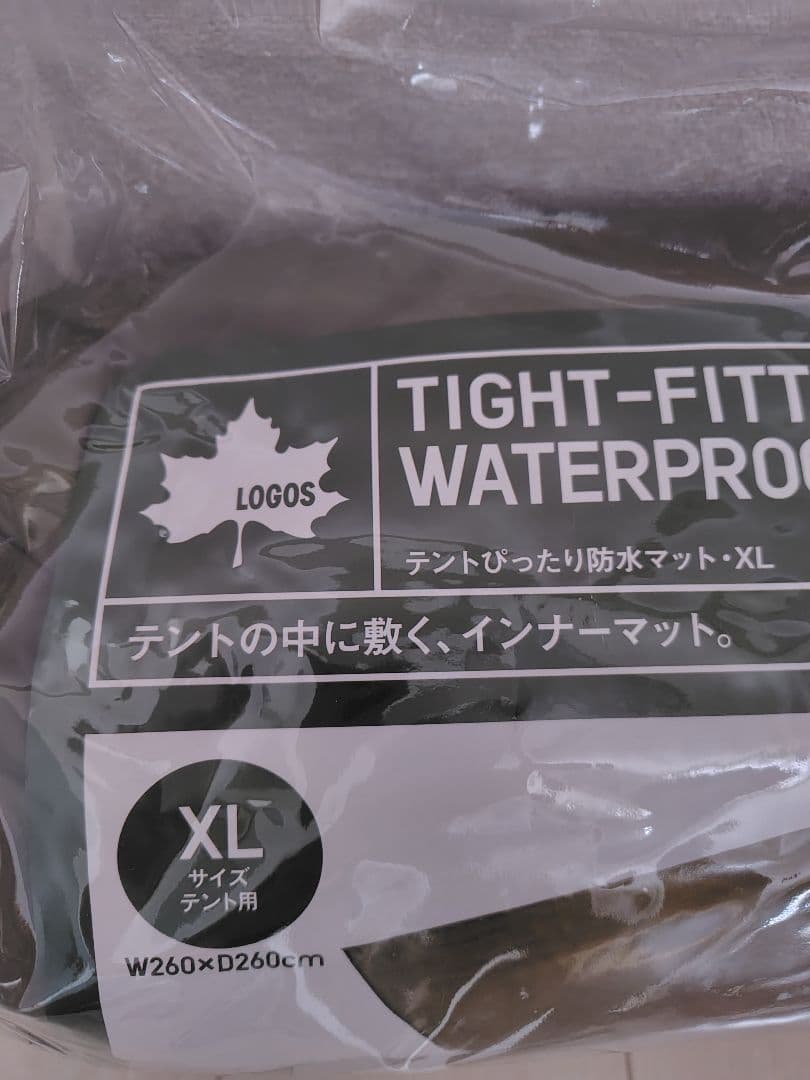 LOGOS
TIGHT-FITT
WATERPROO
テントぴったり防水マット・XL
テントの中に敷く、インナーマット。
XL
サイズ
テント用
W260×D260cm